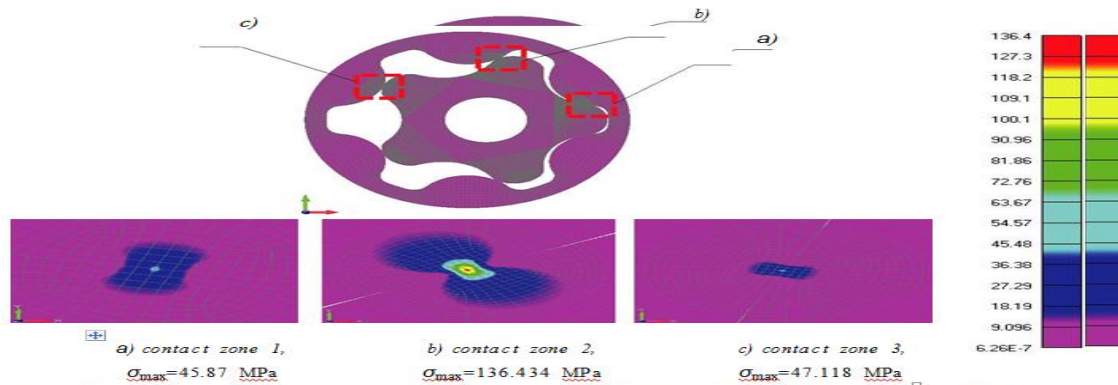 c)
b)
a)
136.4
127.3
118.2
109.1
100.1
90.96
81.86
72.76
63.67
54.57
45.48
36.38
27.29
18.19
9.096
6.26E-7
a) contact zone 1,
σmax=45.87 MPa
b) contact zone 2,
σmax=136.434 MPa
c) contact zone 3,
σmax=47.118 MPa